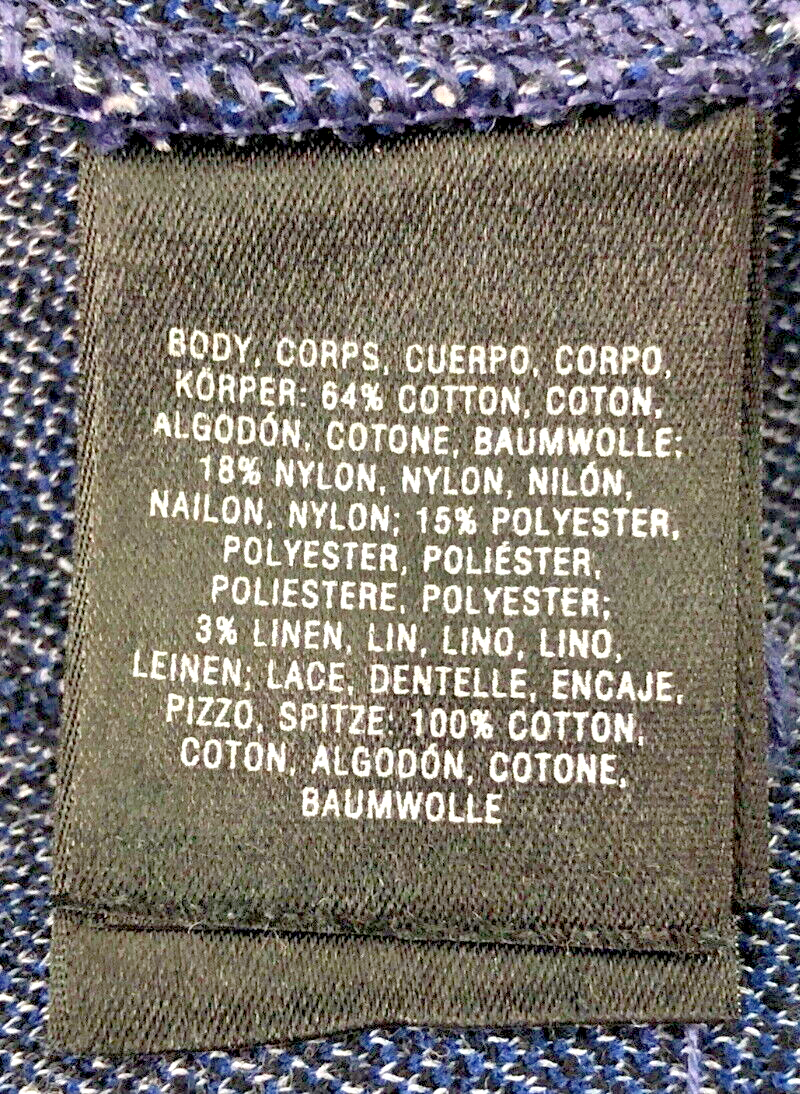 BODY, CORPS, CUERPO, CORPO,
KÖRPER: 64% COTTON, COTON,
ALGODÓN, COTONE, BAUMWOLLE;
18% NYLON, NYLON, NILÓN,
NAILON, NYLON; 15% POLYESTER,
POLYESTER, POLIÉSTER,
POLIESTERE, POLYESTER;
3% LINEN, LIN, LINO, LINO,
LEINEN; LACE, DENTELLE, ENCAJE,
PIZZO, SPITZE: 100% COTTON,
COTON, ALGODÓN, COTONE,
BAUMWOLLE